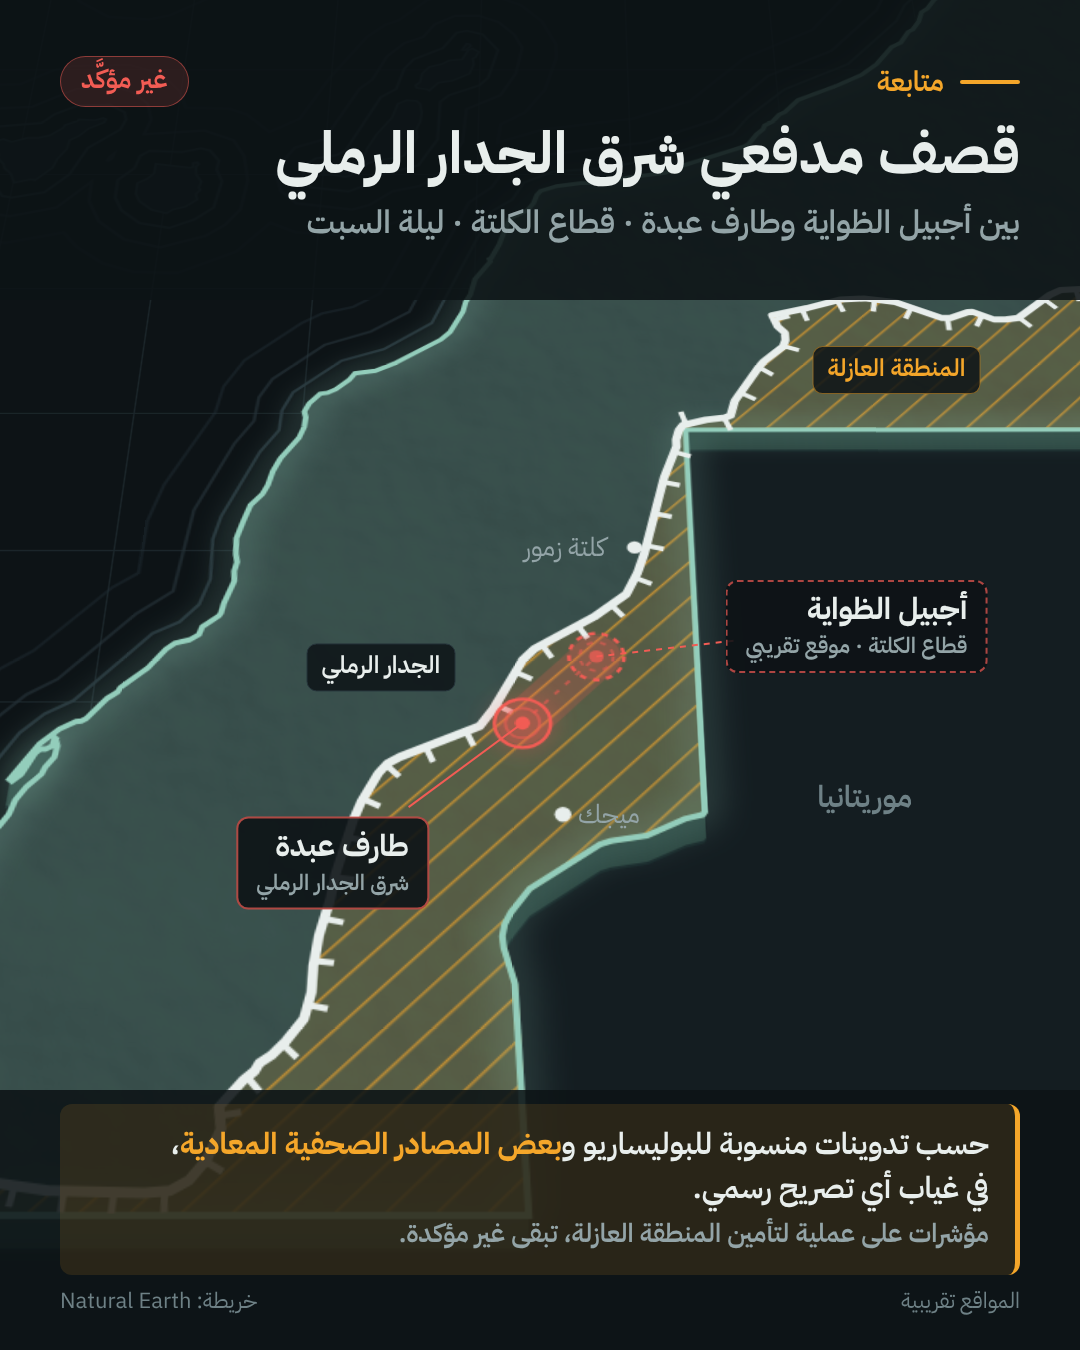 متابعة
غير مؤكَّد
قصف مدفعي شرق الجدار الرملي
بين أجبيل الظواية وطارف عبدة · قطاع الكلتة · ليلة السبت
المنطقة العازلة
كلتة زمور
أجبيل الظواية
قطاع الكلتة · موقع تقريبي
الجدار الرملي
موريتانيا
ميجك
طارف عبدة
شرق الجدار الرملي
حسب تدوينات منسوبة للبوليساريو وبعض المصادر الصحفية المعادية،
في غياب أي تصريح رسمي.
مؤشرات على عملية لتأمين المنطقة العازلة، تبقى غير مؤكدة.
المواقع تقريبية
خريطة: Natural Earth